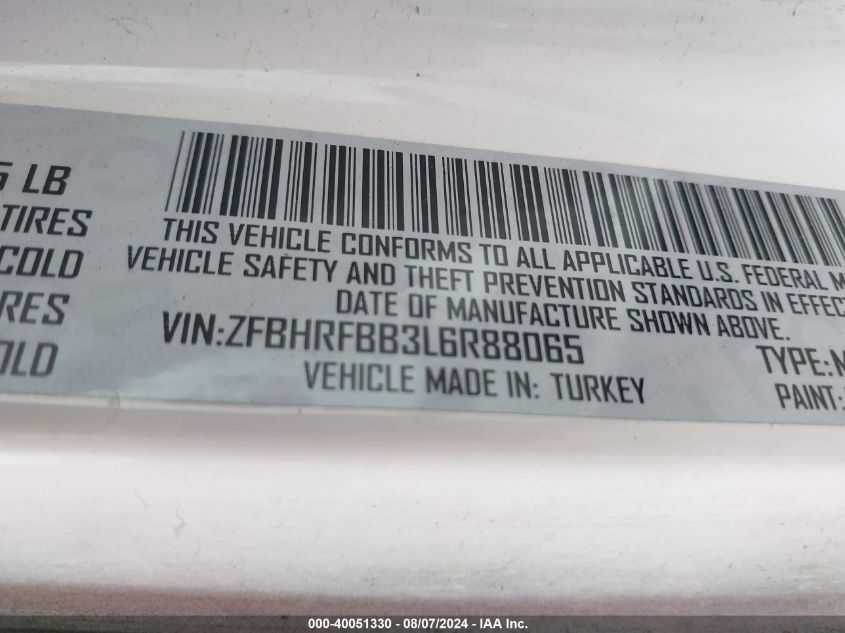 5 LB
TIRES
COLD
RES
OLD
THIS VEHICLE CONFORMS TO ALL APPLICABLE U.S. FEDERAL M
VEHICLE SAFETY AND THEFT PREVENTION STANDARDS IN EFFEC
DATE OF MANUFACTURE SHOWN ABOVE.
VIN:ZFBHRFBB3L6R88065 TYPE:M
VEHICLE MADE IN: TURKEY PAINT:
000-40051330 - 08/07/2024 - IAA Inc.